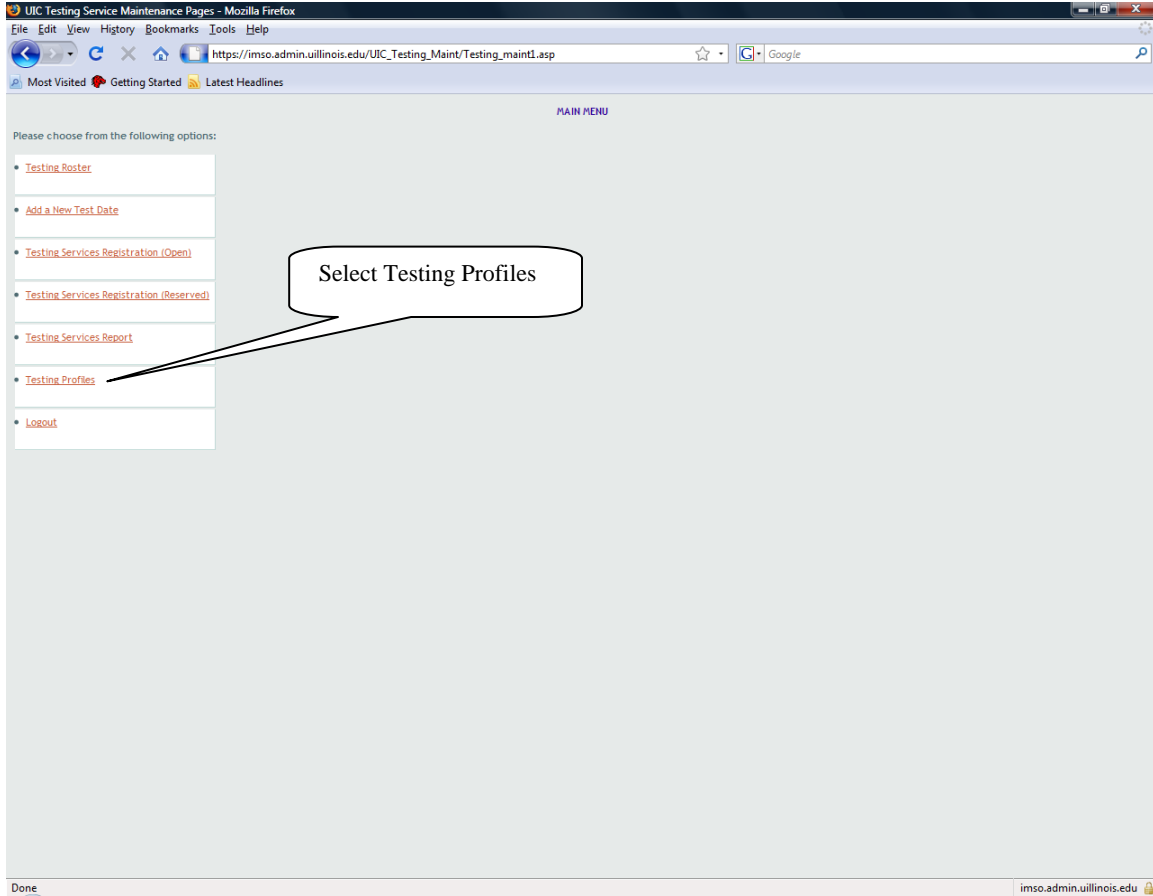 UIC Testing Service Maintenance Pages - Mozilla Firefox
File Edit View History Bookmarks Tools Help
https://imso.admin.uillinois.edu/UIC_Testing_Maint/Testing_maint1.asp
G Google
Most Visited Getting Started Latest Headlines
MAIN MENU
Please choose from the following options:
Testing Roster
Add a New Test Date
Testing Services Registration (Open)
Testing Services Registration (Reserved)
Testing Services Report
Testing Profiles
Logout
Select Testing Profiles
Done imso.admin.uillinois.edu